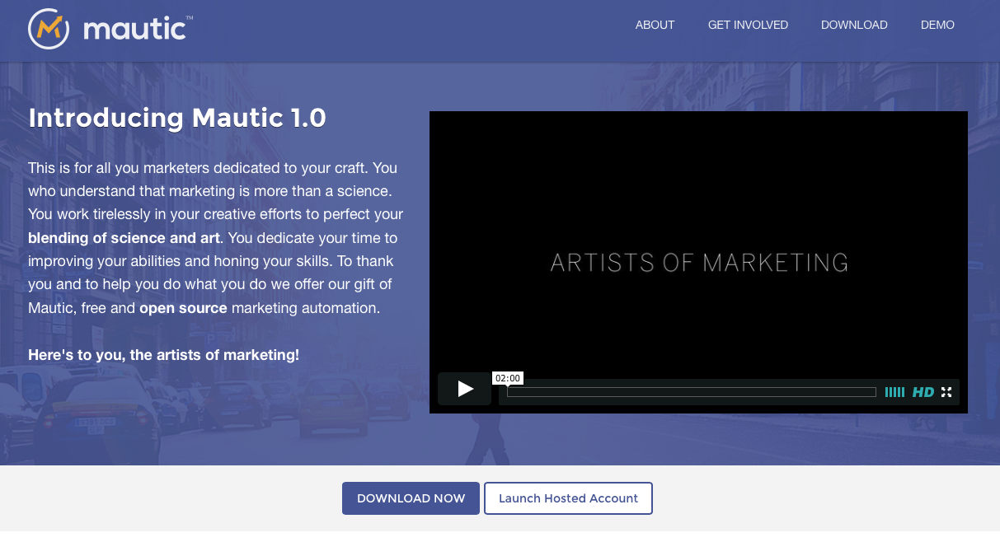 mautic™
ABOUT
GET INVOLVED
DOWNLOAD
DEMO
Introducing Mautic 1.0
This is for all you marketers dedicated to your craft. You
who understand that marketing is more than a science.
You work tirelessly in your creative efforts to perfect your
blending of science and art. You dedicate your time to
improving your abilities and honing your skills. To thank
you and to help you do what you do we offer our gift of
Mautic, free and open source marketing automation.
Here's to you, the artists of marketing!
ARTISTS OF MARKETING
02:00
HD
DOWNLOAD NOW
Launch Hosted Account